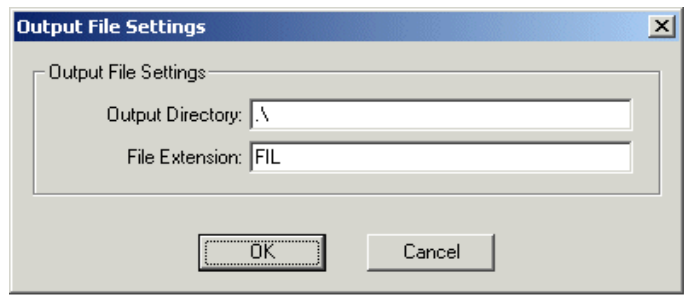 Output File Settings
Output File Settings
Output Directory: .\
File Extension: FIL
OK Cancel